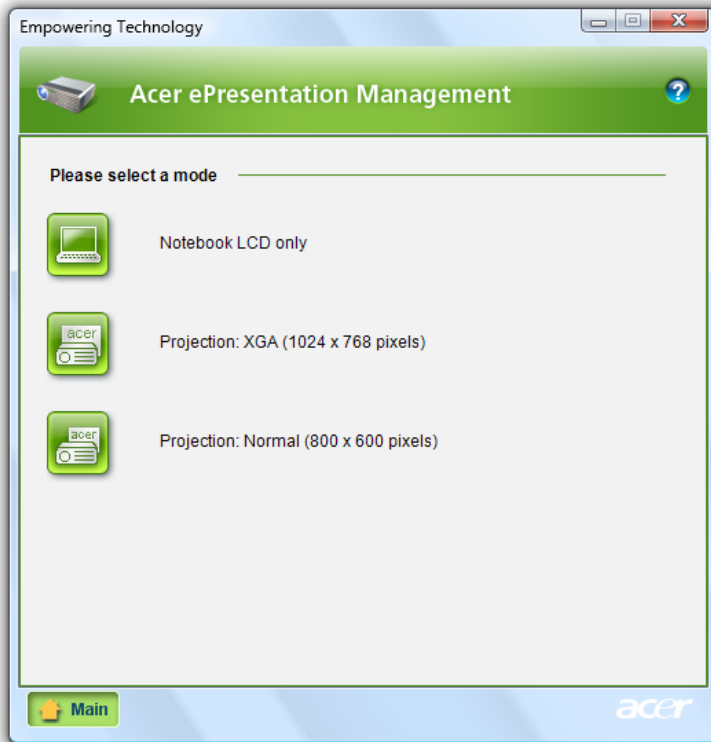 Empowering Technology
Acer ePresentation Management
?
Please select a mode
Notebook LCD only
acer
Projection: XGA (1024 x 768 pixels)
acer
Projection: Normal (800 x 600 pixels)
Main
acer